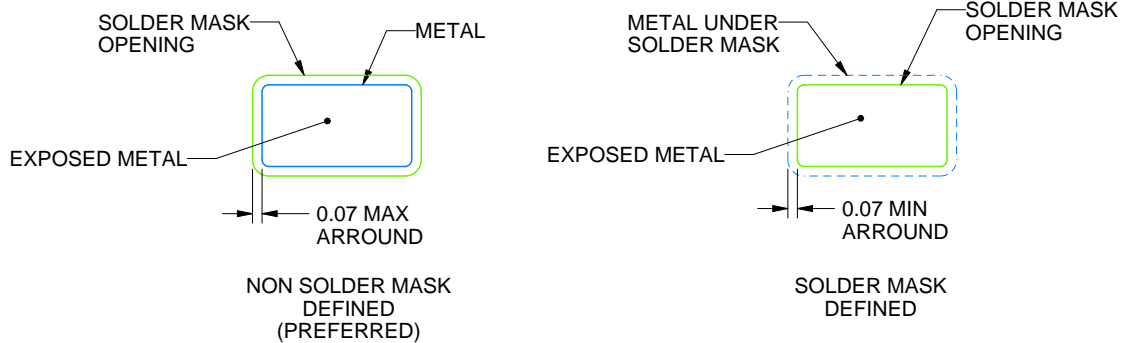 SOLDER MASK
OPENING
METAL
EXPOSED METAL
0.07 MAX
ARROUND
NON SOLDER MASK
DEFINED
(PREFERRED)
METAL UNDER
SOLDER MASK
SOLDER MASK
OPENING
EXPOSED METAL
0.07 MIN
ARROUND
SOLDER MASK
DEFINED